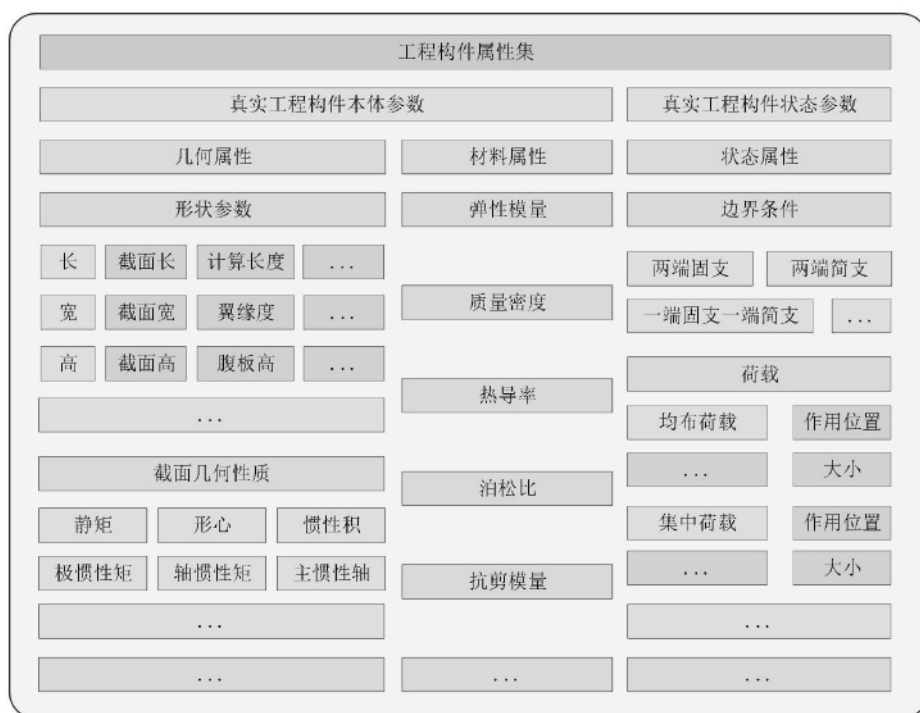 工程构件属性集
真实工程构件本体参数 真实工程构件状态参数
几何属性 材料属性 状态属性
形状参数 弹性模量 边界条件
长 截面长 计算长度 ... 两端固支 两端简支
宽 截面宽 翼缘度 ... 质量密度 一端固支一端简支 ...
高 截面高 腹板高 ... 热导率 荷载
... 均布荷载 作用位置
截面几何性质 泊松比 ... 大小
静矩 形心 惯性积 集中荷载 作用位置
极惯性矩 轴惯性矩 主惯性轴 抗剪模量 ... 大小
... ...
... ... ...